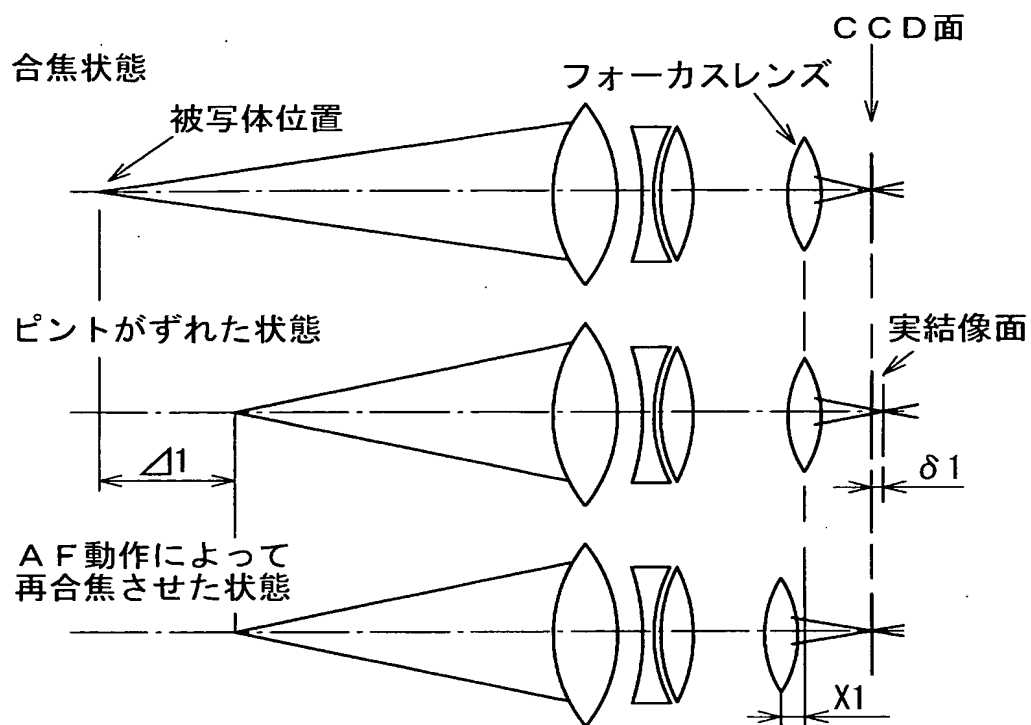 CCD面
合焦状態
フォーカスレンズ
被写体位置
ピントがずれた状態
実結像面
⊿1
δ1
AF動作によって
再合焦させた状態
X1